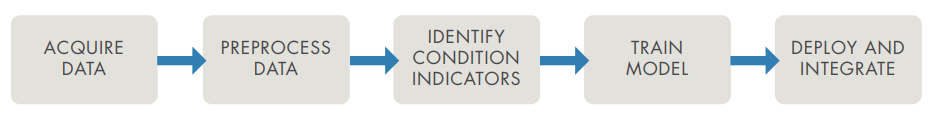 ACQUIRE
DATA
PREPROCESS
DATA
IDENTIFY
CONDITION
INDICATORS
TRAIN
MODEL
DEPLOY AND
INTEGRATE